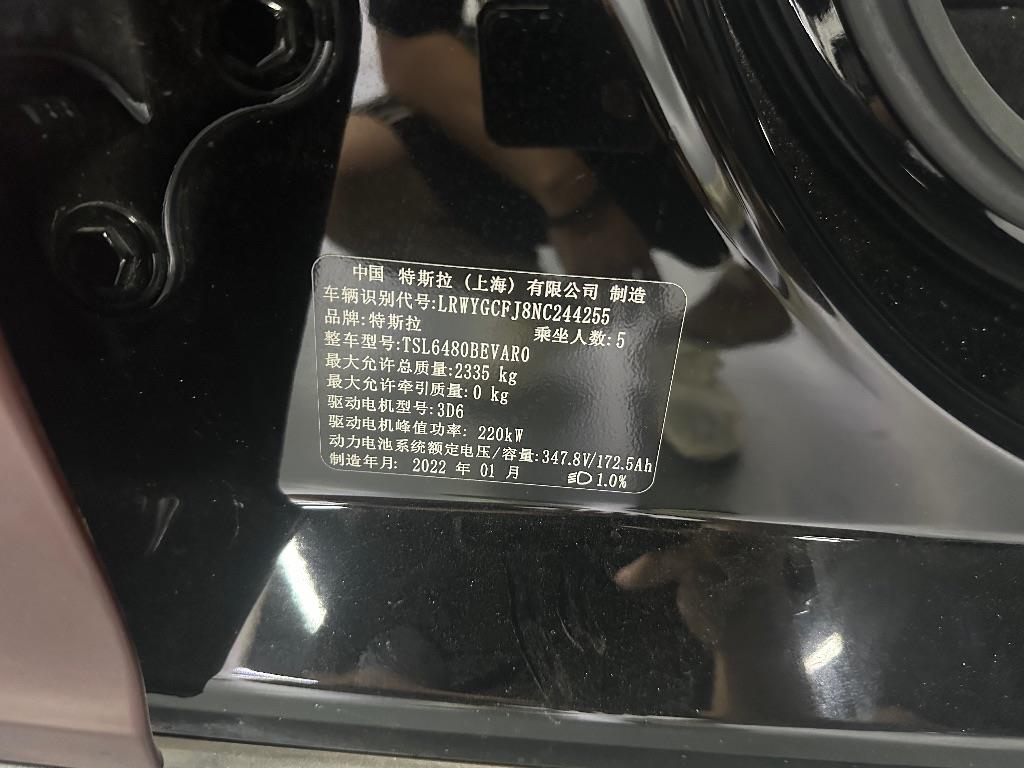 中国 特斯拉（上海）有限公司 制造
车辆识别代号:LRWYGCFJ8NC244255
品牌:特斯拉 乘坐人数:5
整车型号:TSL6480BEVAR0
最大允许总质量:2335 kg
最大允许牵引质量:0 kg
驱动电机型号:3D6
驱动电机峰值功率: 220kW
动力电池系统额定电压/容量:347.8V/172.5Ah
制造年月: 2022 年 01 月 1.0%